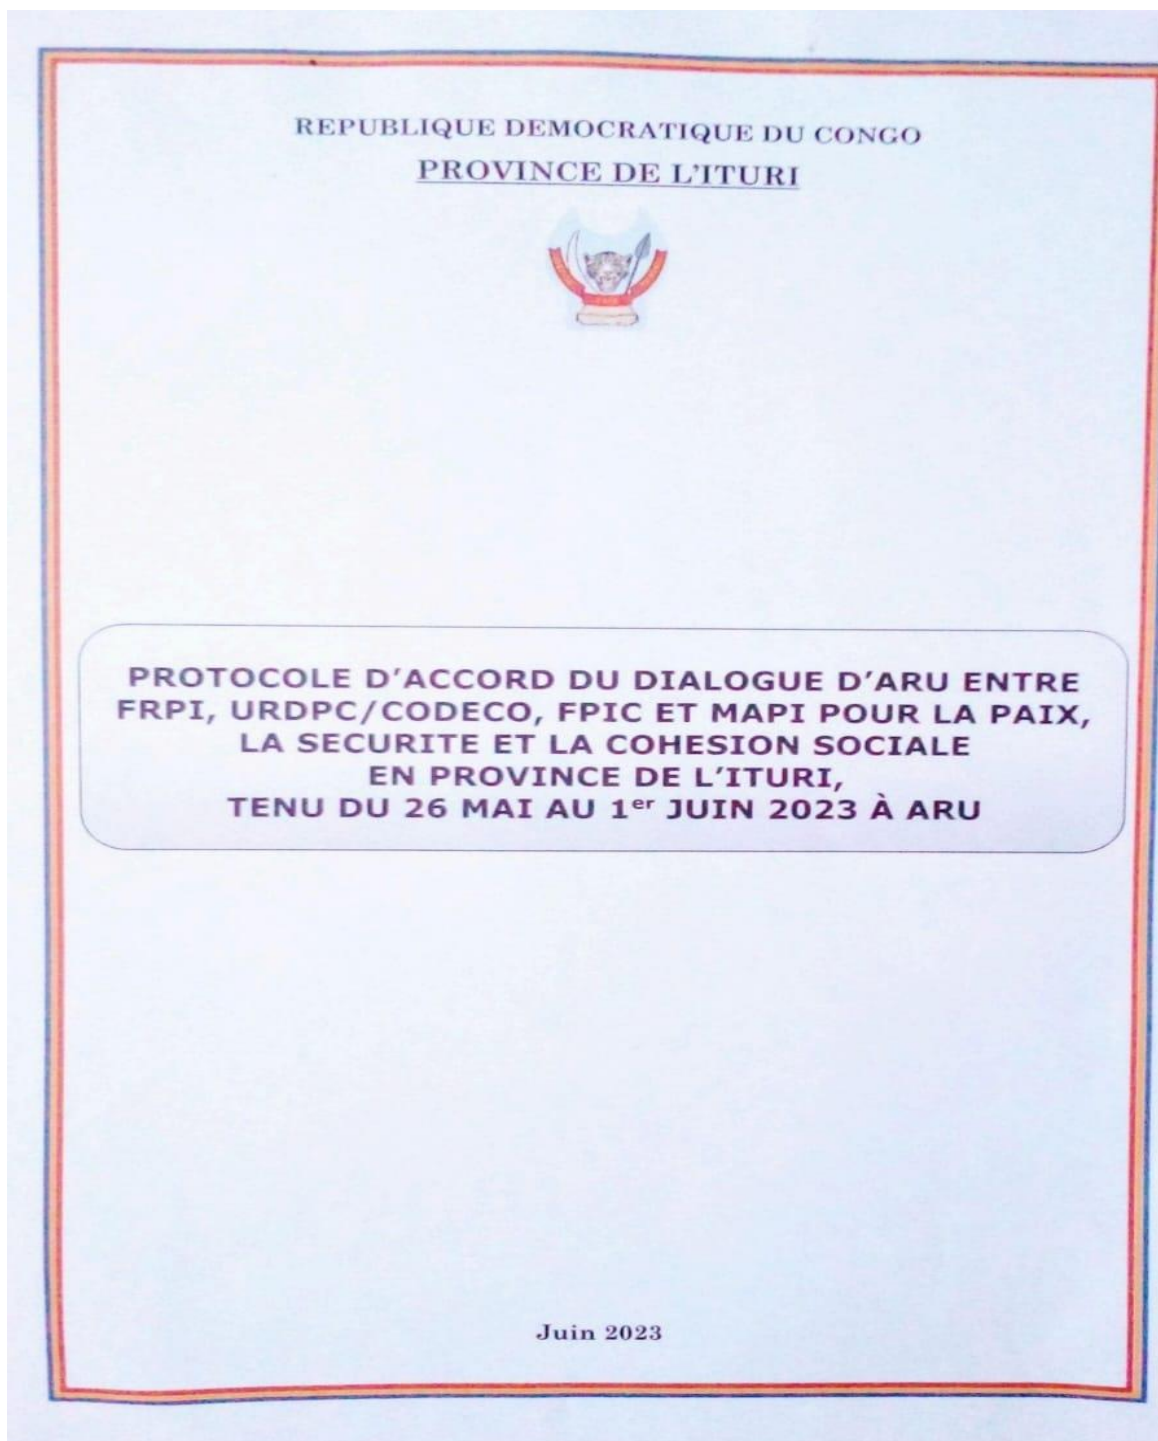 REPUBLIQUE DEMOCRATIQUE DU CONGO
PROVINCE DE L'ITURI
PROTOCOLE D'ACCORD DU DIALOGUE D'ARU ENTRE
FRPI, URDPC/CODECO, FPIC ET MAPI POUR LA PAIX,
LA SECURITE ET LA COHESION SOCIALE
EN PROVINCE DE L'ITURI,
TENU DU 26 MAI AU 1er JUIN 2023 À ARU
Juin 2023